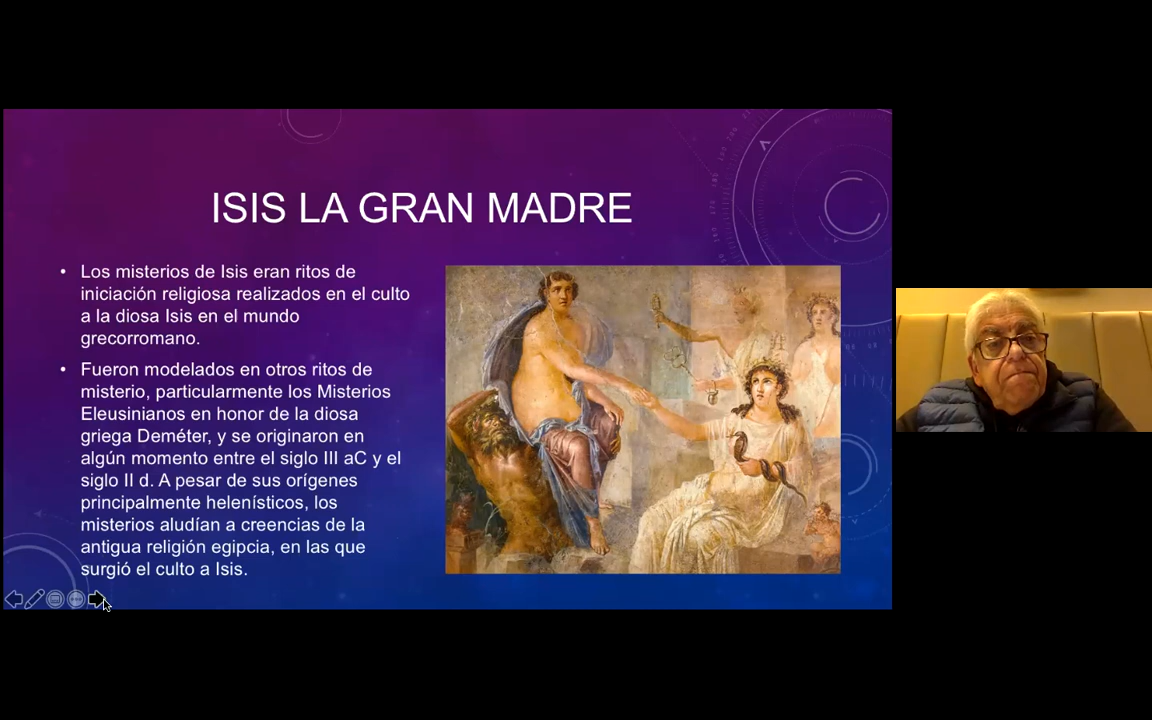 ISIS LA GRAN MADRE
• Los misterios de Isis eran ritos de
iniciación religiosa realizados en el culto
a la diosa Isis en el mundo
grecorromano.
• Fueron modelados en otros ritos de
misterio, particularmente los Misterios
Eleusinianos en honor de la diosa
griega Deméter, y se originaron en
algún momento entre el siglo III aC y el
siglo II d. A pesar de sus orígenes
principalmente helenísticos, los
misterios aludían a creencias de la
antigua religión egipcia, en las que
surgió el culto a Isis.